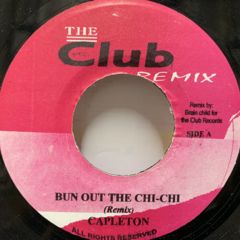 THE
Club
REMIX
Remix by:
Brain child for
the Club Records
SIDE A
BUN OUT THE CHI-CHI
(Remix)
CAPLETON
ALL RIGHTS RESERVED